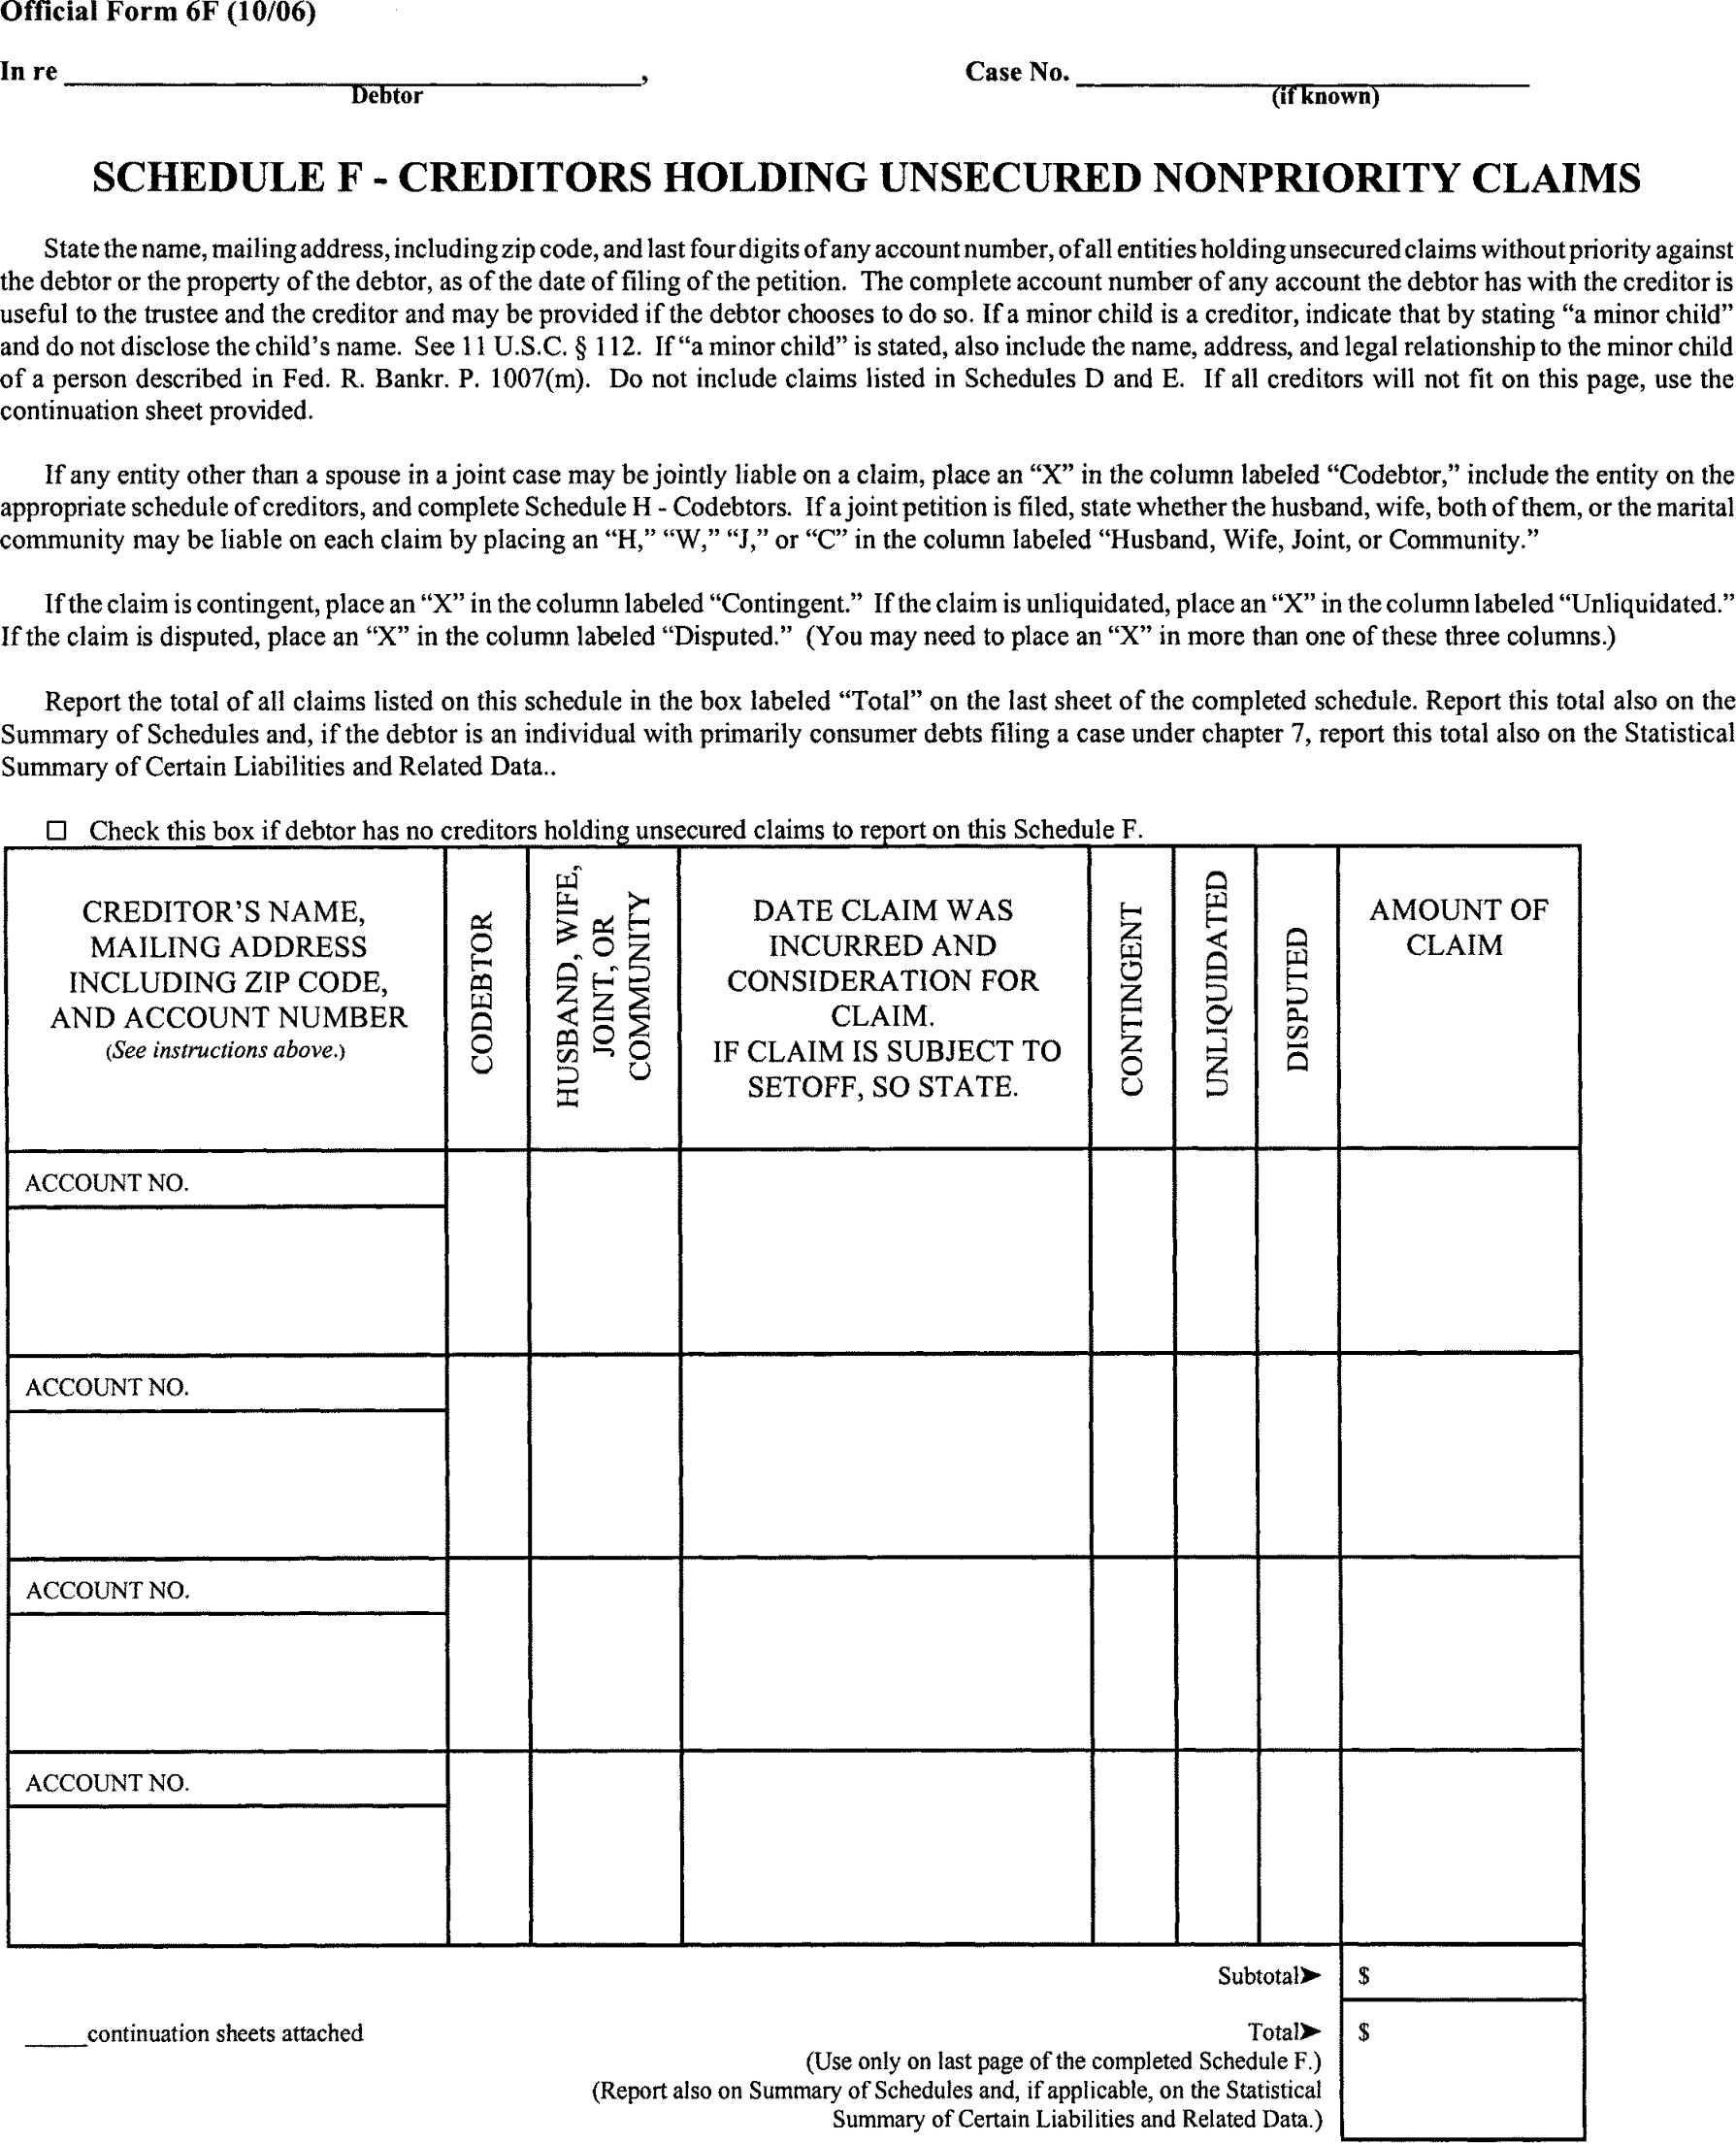 Official Form 6F (10/06)
In re ______, Case No. ______
Debtor (if known)
SCHEDULE F - CREDITORS HOLDING UNSECURED NONPRIORITY CLAIMS
State the name, mailing address, including zip code, and last four digits of any account number, of all entities holding unsecured claims without priority against
the debtor or the property of the debtor, as of the date of filing of the petition. The complete account number of any account the debtor has with the creditor is
useful to the trustee and the creditor and may be provided if the debtor chooses to do so. If a minor child is a creditor, indicate that by stating “a minor child”
and do not disclose the child’s name. See 11 U.S.C. § 112. If “a minor child” is stated, also include the name, address, and legal relationship to the minor child
of a person described in Fed. R. Bankr. P. 1007(m). Do not include claims listed in Schedules D and E. If all creditors will not fit on this page, use the
continuation sheet provided.
If any entity other than a spouse in a joint case may be jointly liable on a claim, place an “X” in the column labeled “Codebtor,” include the entity on the
appropriate schedule of creditors, and complete Schedule H - Codebtors. If a joint petition is filed, state whether the husband, wife, both of them, or the marital
community may be liable on each claim by placing an “H,” “W,” “J,” or “C” in the column labeled “Husband, Wife, Joint, or Community.”
If the claim is contingent, place an “X” in the column labeled “Contingent.” If the claim is unliquidated, place an “X” in the column labeled “Unliquidated.”
If the claim is disputed, place an “X” in the column labeled “Disputed.” (You may need to place an “X” in more than one of these three columns.)
Report the total of all claims listed on this schedule in the box labeled “Total” on the last sheet of the completed schedule. Report this total also on the
Summary of Schedules and, if the debtor is an individual with primarily consumer debts filing a case under chapter 7, report this total also on the Statistical
Summary of Certain Liabilities and Related Data..
☐ Check this box if debtor has no creditors holding unsecured claims to report on this Schedule F.
CREDITOR’S NAME,
MAILING ADDRESS
INCLUDING ZIP CODE,
AND ACCOUNT NUMBER
(See instructions above.)
CODEBTOR
HUSBAND, WIFE,
JOINT, OR
COMMUNITY
DATE CLAIM WAS
INCURRED AND
CONSIDERATION FOR
CLAIM.
IF CLAIM IS SUBJECT TO
SETOFF, SO STATE.
CONTINGENT
UNLIQUIDATED
DISPUTED
AMOUNT OF
CLAIM
ACCOUNT NO.
ACCOUNT NO.
ACCOUNT NO.
ACCOUNT NO.
Subtotal➤ $
_____continuation sheets attached Total➤ $
(Use only on last page of the completed Schedule F.)
(Report also on Summary of Schedules and, if applicable, on the Statistical
Summary of Certain Liabilities and Related Data.)